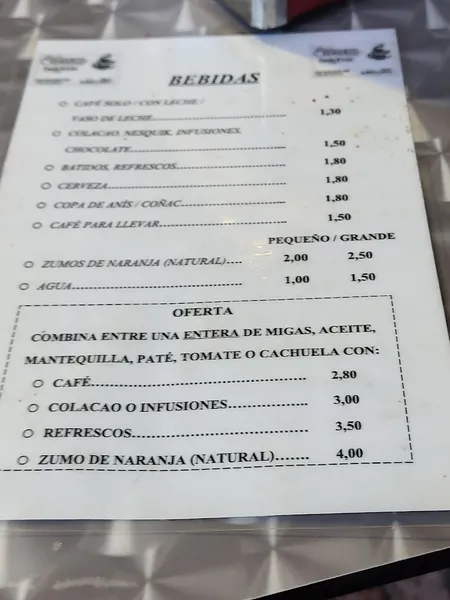 BEBIDAS
CAFÉ SOLO / CON LECHE /
VASO DE LECHE................................ 1,30
COLACAO, NESQUIK, INFUSIONES,
CHOCOLATE................................ 1,50
BATIDOS, REFRESCOS................................ 1,80
CERVEZA................................ 1,80
COPA DE ANÍS / COÑAC................................ 1,80
CAFÉ PARA LLEVAR................................ 1,50
PEQUEÑO / GRANDE
ZUMOS DE NARANJA (NATURAL).... 2,00 2,50
AGUA................................ 1,00 1,50
OFERTA
COMBINA ENTRE UNA ENTERA DE MIGAS, ACEITE,
MANTEQUILLA, PATÉ, TOMATE O CACHUELA CON:
CAFÉ................................ 2,80
COLACAO O INFUSIONES................................ 3,00
REFRESCOS................................ 3,50
ZUMO DE NARANJA (NATURAL)....... 4,00